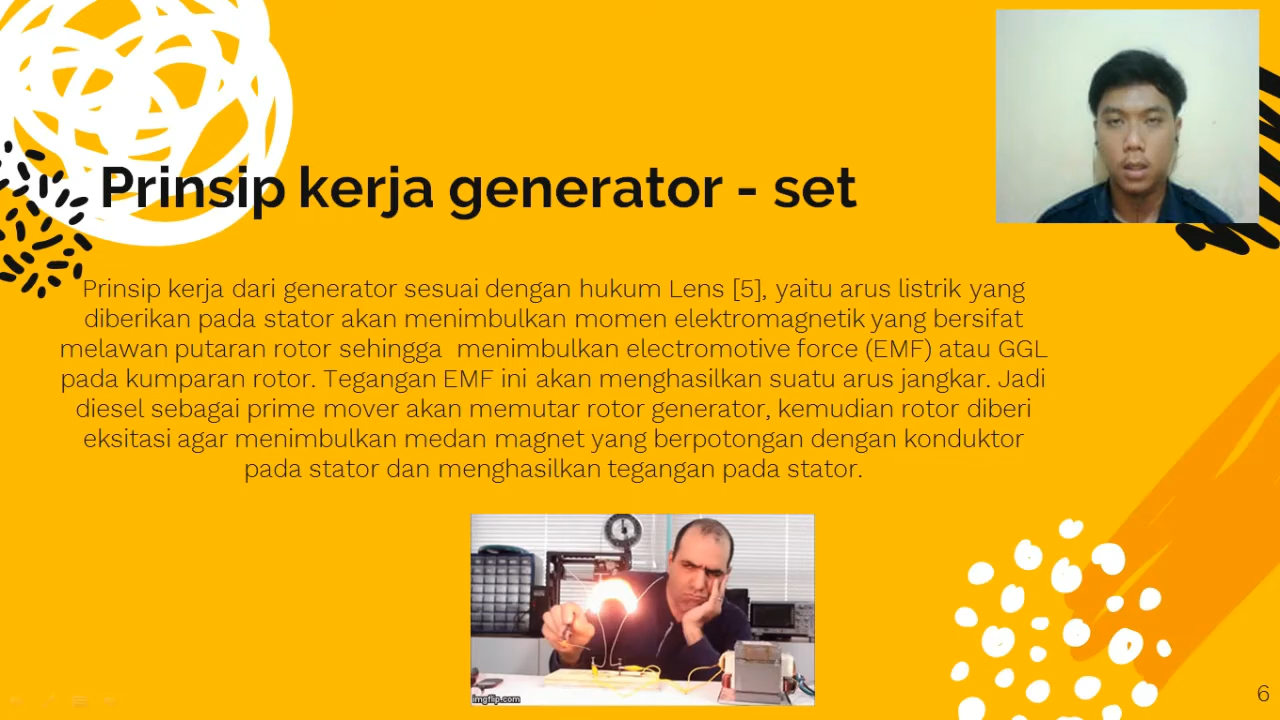 Prinsip kerja generator - set
Prinsip kerja dari generator sesuai dengan hukum Lens [5], yaitu arus listrik yang
diberikan pada stator akan menimbulkan momen elektromagnetik yang bersifat
melawan putaran rotor sehingga menimbulkan electromotive force (EMF) atau GGL
pada kumparan rotor. Tegangan EMF ini akan menghasilkan suatu arus jangkar. Jadi
diesel sebagai prime mover akan memutar rotor generator, kemudian rotor diberi
eksitasi agar menimbulkan medan magnet yang berpotongan dengan konduktor
pada stator dan menghasilkan tegangan pada stator.
imgflip.com
6